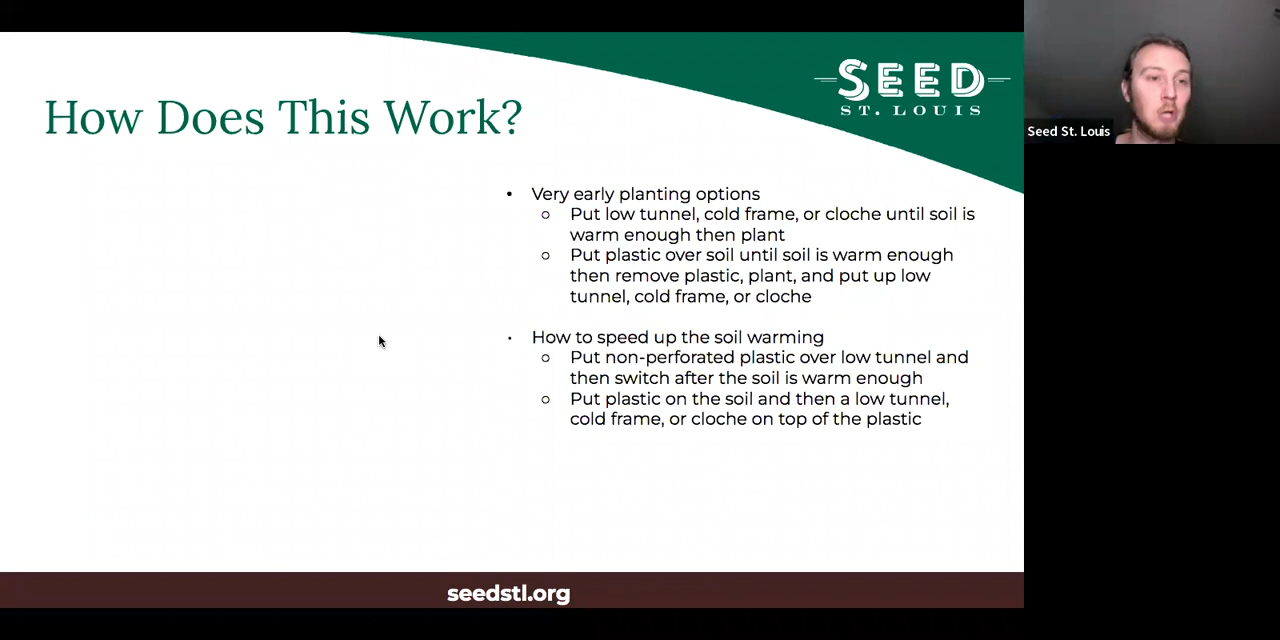 SEED
ST. LOUIS
How Does This Work?
Seed St. Louis
• Very early planting options
○ Put low tunnel, cold frame, or cloche until soil is
warm enough then plant
○ Put plastic over soil until soil is warm enough
then remove plastic, plant, and put up low
tunnel, cold frame, or cloche
• How to speed up the soil warming
○ Put non-perforated plastic over low tunnel and
then switch after the soil is warm enough
○ Put plastic on the soil and then a low tunnel,
cold frame, or cloche on top of the plastic
seedstl.org